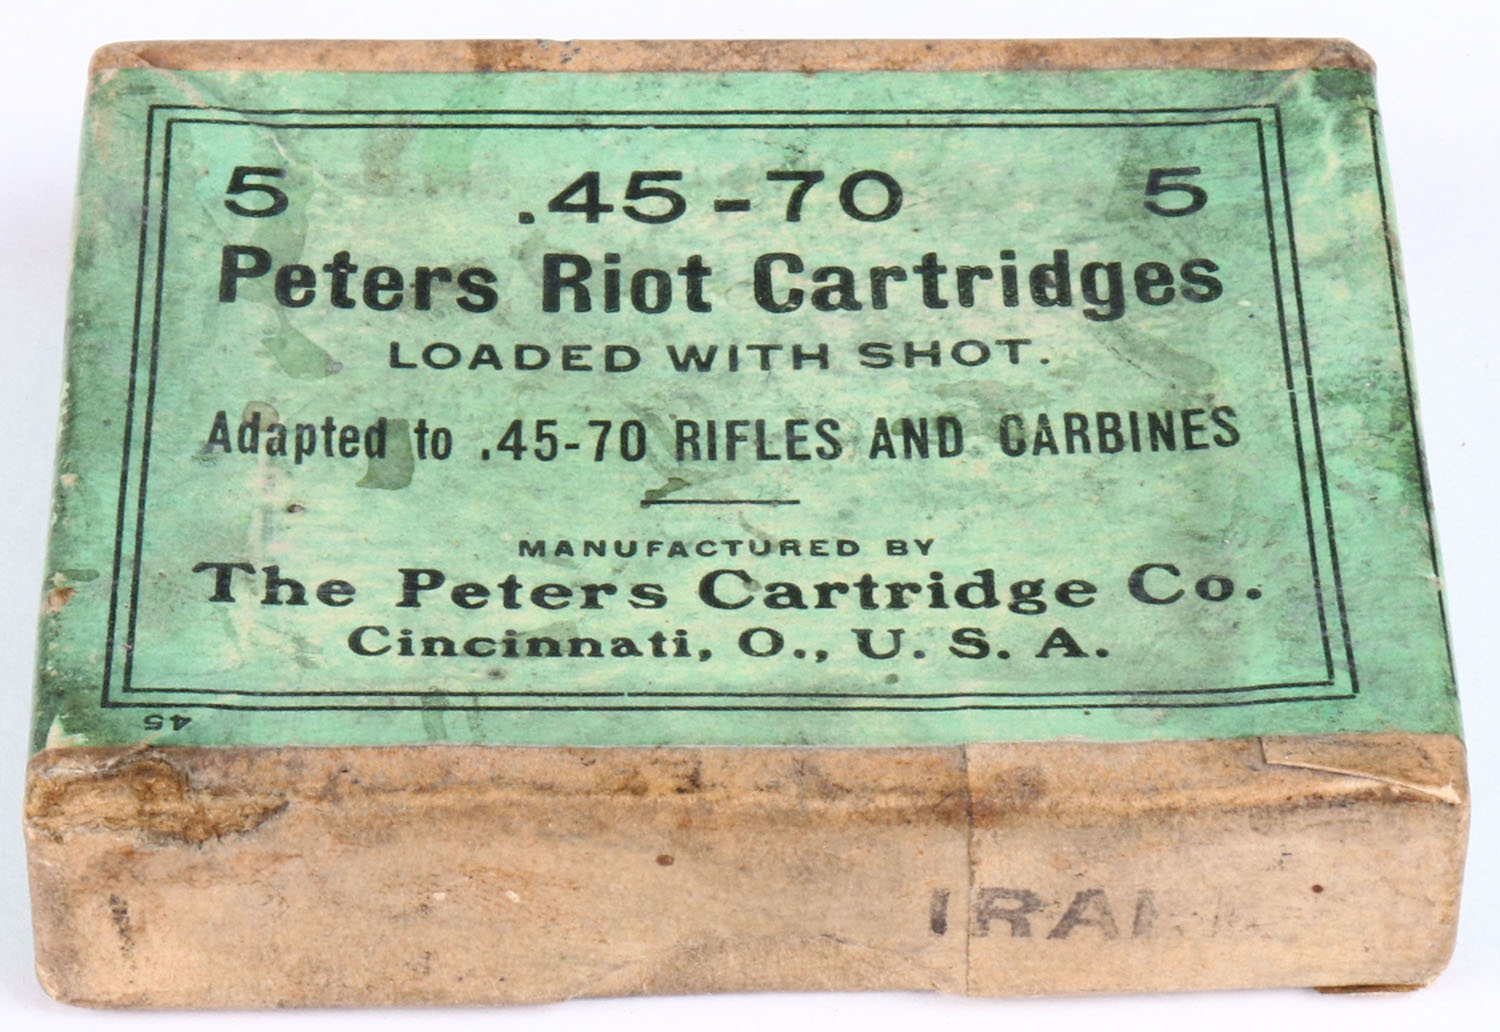 5 .45-70 5
Peters Riot Cartridges
LOADED WITH SHOT.
Adapted to .45-70 RIFLES AND CARBINES
MANUFACTURED BY
The Peters Cartridge Co.
Cincinnati, O., U. S. A.
45